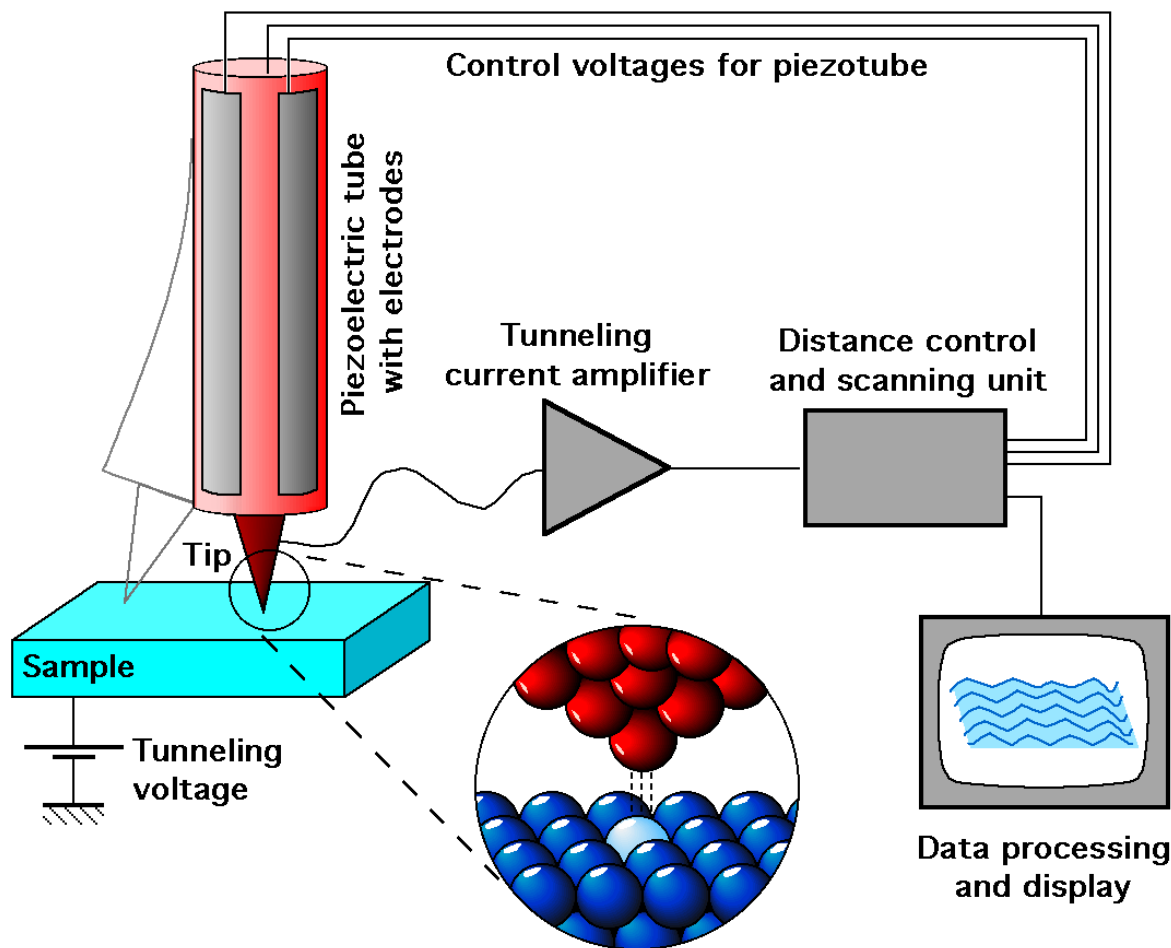 Control voltages for piezotube
Piezoelectric tube
with electrodes
Tunneling
current amplifier
Distance control
and scanning unit
Tip
Sample
Tunneling
voltage
Data processing
and display